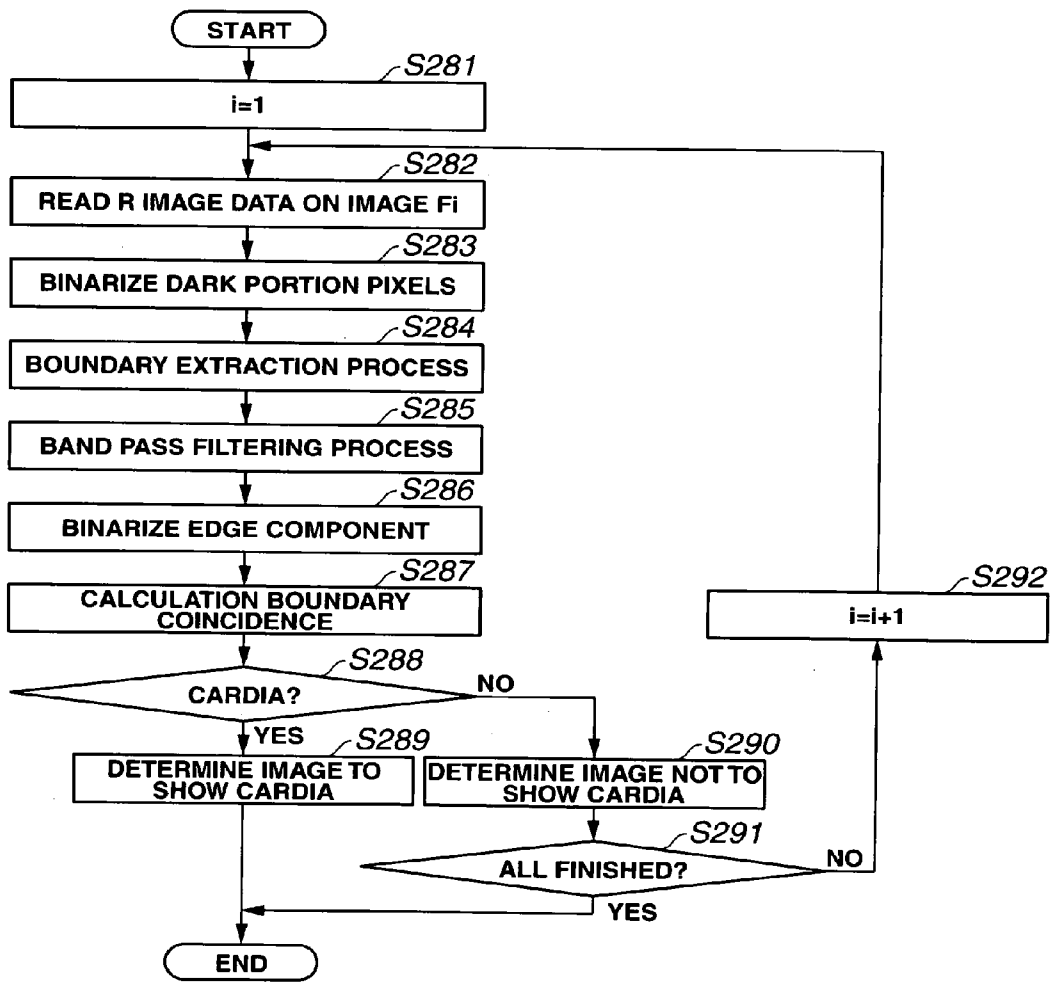 START
S281
i=1
S282
READ R IMAGE DATA ON IMAGE Fi
S283
BINARIZE DARK PORTION PIXELS
S284
BOUNDARY EXTRACTION PROCESS
S285
BAND PASS FILTERING PROCESS
S286
BINARIZE EDGE COMPONENT
S287
CALCULATION BOUNDARY
COINCIDENCE
S292
i=i+1
S288
CARDIA?
NO
YES
S289
DETERMINE IMAGE TO
SHOW CARDIA
S290
DETERMINE IMAGE NOT TO
SHOW CARDIA
S291
ALL FINISHED?
NO
YES
END